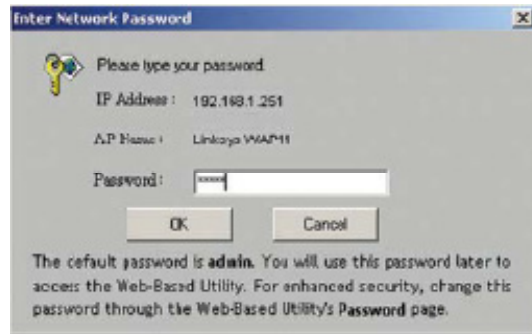 Enter Network Password
Please type your password.
IP Address : 192.168.1.251
AP Name : Linksys WAP11
Password : *****
OK Cancel
The default password is admin. You will use this password later to
access the Web-Based Utility. For enhanced security, change this
password through the Web-Based Utility's Password page.